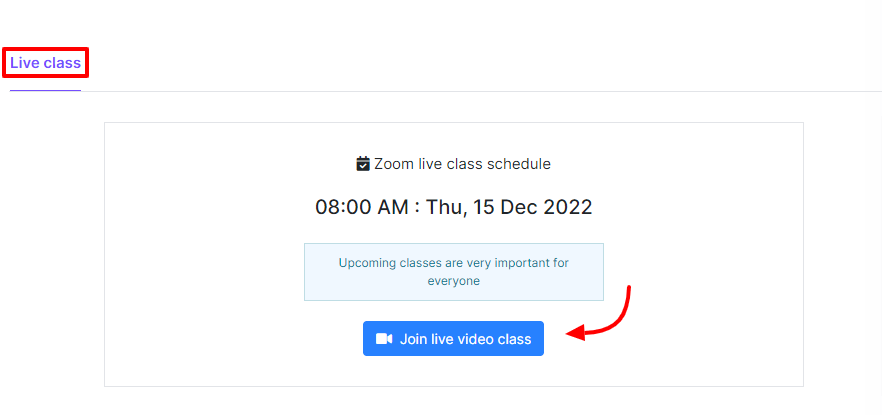 Live class
Zoom live class schedule
08:00 AM : Thu, 15 Dec 2022
Upcoming classes are very important for
everyone
Join live video class